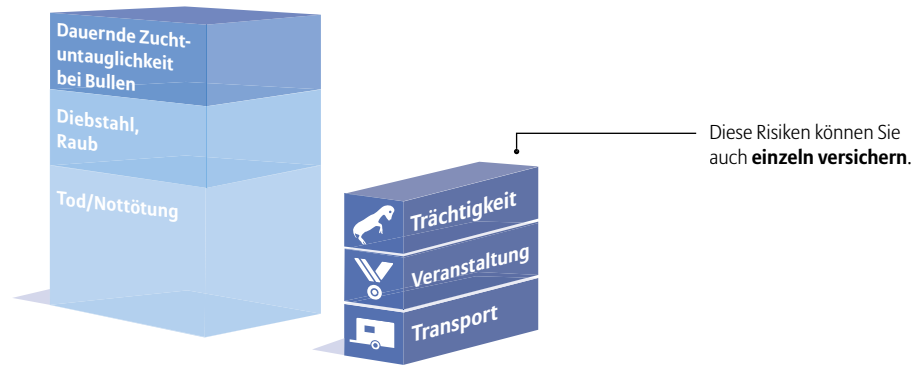 Dauernde Zucht-
untauglichkeit
bei Bullen
Diebstahl,
Raub
Tod/Nottötung
Trächtigkeit
Veranstaltung
Transport
Diese Risiken können Sie
auch einzeln versichern.